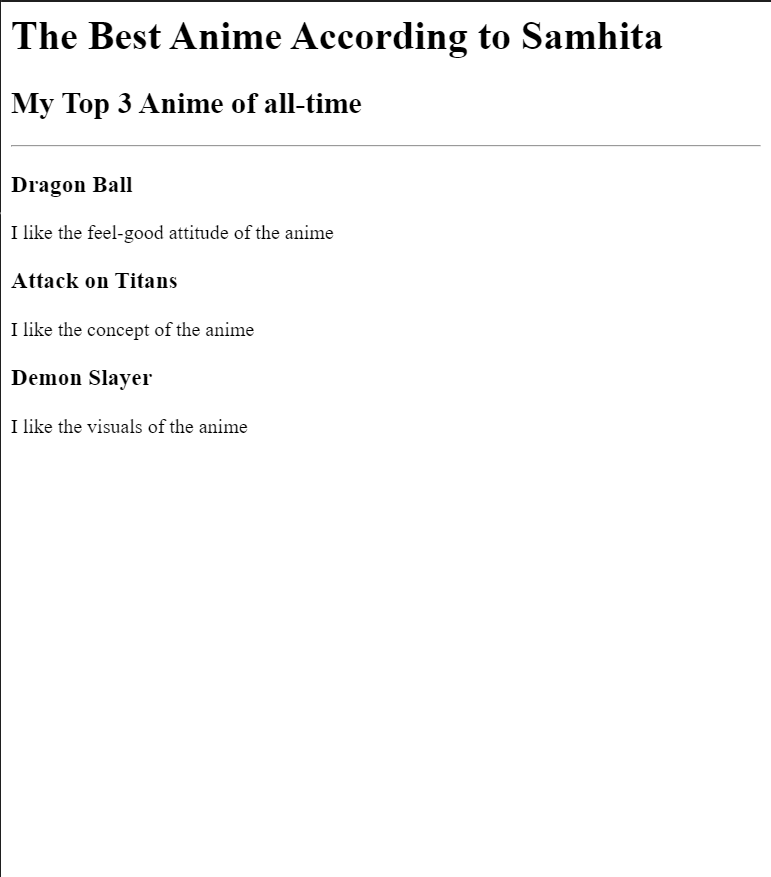 The Best Anime According to Samhita
My Top 3 Anime of all-time
Dragon Ball
I like the feel-good attitude of the anime
Attack on Titans
I like the concept of the anime
Demon Slayer
I like the visuals of the anime